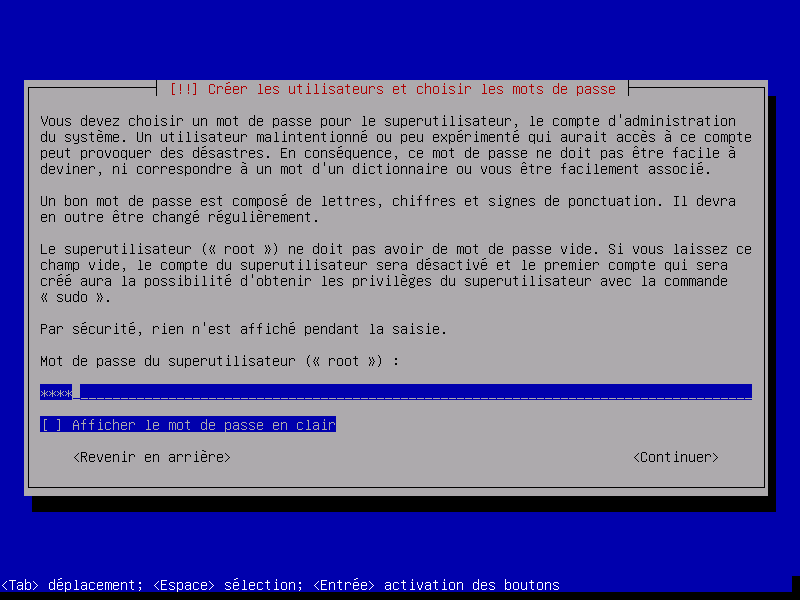 [!!] Créer les utilisateurs et choisir les mots de passe
Vous devez choisir un mot de passe pour le superutilisateur, le compte d'administration
du système. Un utilisateur malintentionné ou peu expérimenté qui aurait accès à ce compte
peut provoquer des désastres. En conséquence, ce mot de passe ne doit pas être facile à
deviner, ni correspondre à un mot d'un dictionnaire ou vous être facilement associé.
Un bon mot de passe est composé de lettres, chiffres et signes de ponctuation. Il devra
en outre être changé régulièrement.
Le superutilisateur (« root ») ne doit pas avoir de mot de passe vide. Si vous laissez ce
champ vide, le compte du superutilisateur sera désactivé et le premier compte qui sera
créé aura la possibilité d'obtenir les privilèges du superutilisateur avec la commande
« sudo ».
Par sécurité, rien n'est affiché pendant la saisie.
Mot de passe du superutilisateur (« root ») :
****
[ ] Afficher le mot de passe en clair
<Revenir en arrière> <Continuer>
<Tab> déplacement; <Espace> sélection; <Entrée> activation des boutons